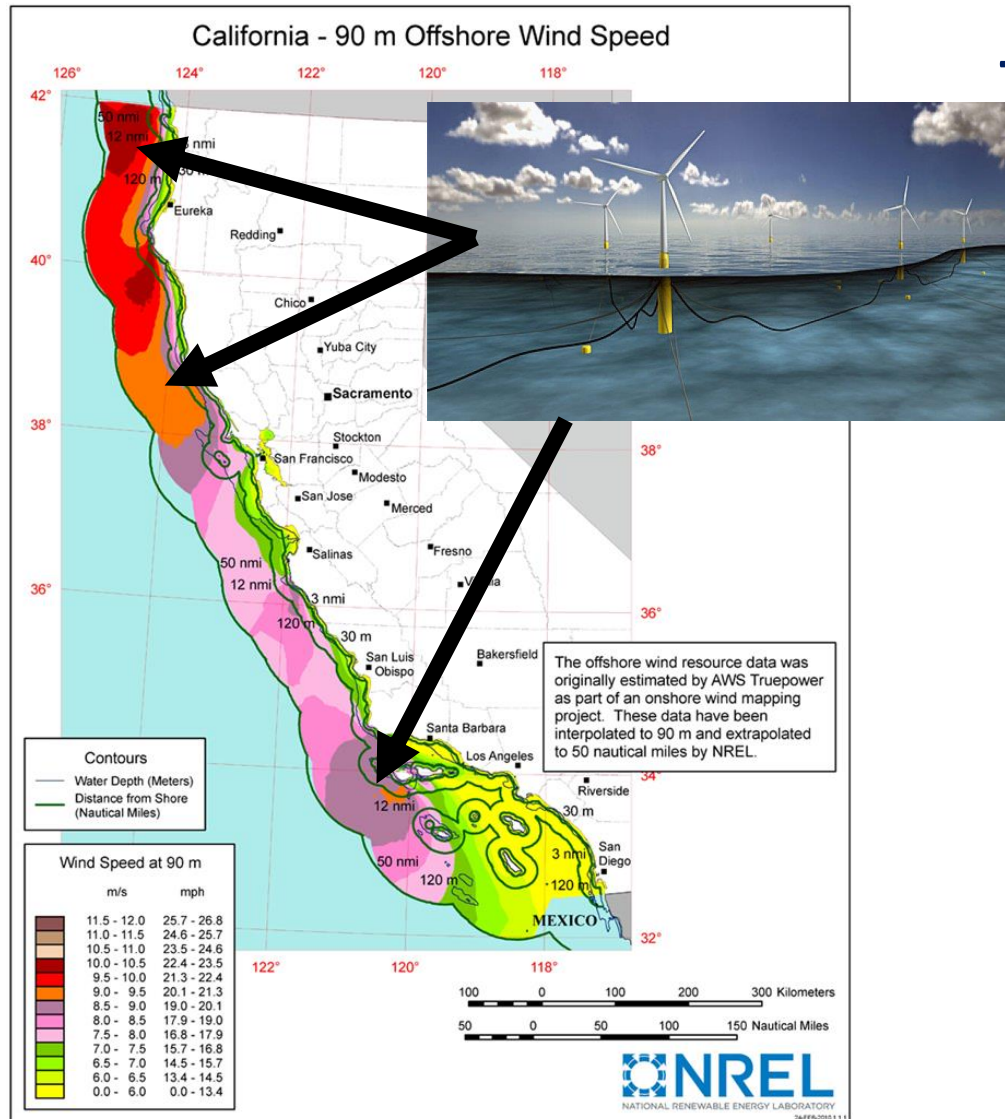 California - 90 m Offshore Wind Speed
126° 124° 122° 120° 118°
42°
50 nmi
12 nmi
3 nmi
30 m
120 m
Eureka
Redding
40°
Chico
Yuba City
Sacramento
38°
38°
Stockton
San Francisco
Modesto
San Jose
Merced
Salinas
Fresno
50 nmi
12 nmi
36°
36°
3 nmi
120 m
30 m
San Luis
Obispo
Bakersfield
The offshore wind resource data was
originally estimated by AWS Truepower
as part of an onshore wind mapping
project. These data have been
interpolated to 90 m and extrapolated
to 50 nautical miles by NREL.
Santa Barbara
Los Angeles
34°
Riverside
12 nmi
30 m
50 nmi
3 nmi
San
Diego
120 m
120 m
MEXICO
32°
122° 120° 118°
Contours
Water Depth (Meters)
Distance from Shore
(Nautical Miles)
Wind Speed at 90 m
m/s mph
11.5 - 12.0 25.7 - 26.8
11.0 - 11.5 24.6 - 25.7
10.5 - 11.0 23.5 - 24.6
10.0 - 10.5 22.4 - 23.5
9.5 - 10.0 21.3 - 22.4
9.0 - 9.5 20.1 - 21.3
8.5 - 9.0 19.0 - 20.1
8.0 - 8.5 17.9 - 19.0
7.5 - 8.0 16.8 - 17.9
7.0 - 7.5 15.7 - 16.8
6.5 - 7.0 14.5 - 15.7
6.0 - 6.5 13.4 - 14.5
0.0 - 6.0 0.0 - 13.4
100 0 100 200 300 Kilometers
50 0 50 100 150 Nautical Miles
NREL
NATIONAL RENEWABLE ENERGY LABORATORY